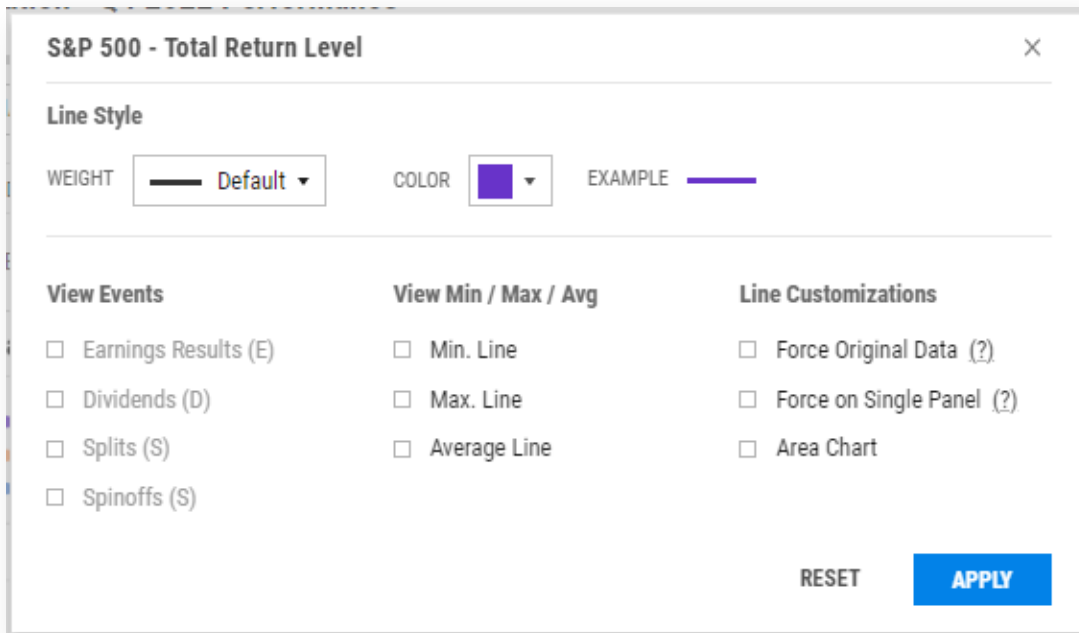 S&P 500 - Total Return Level
Line Style
WEIGHT Default COLOR EXAMPLE
View Events View Min / Max / Avg Line Customizations
Earnings Results (E) Min. Line Force Original Data (?)
Dividends (D) Max. Line Force on Single Panel (?)
Splits (S) Average Line Area Chart
Spinoffs (S)
RESET APPLY